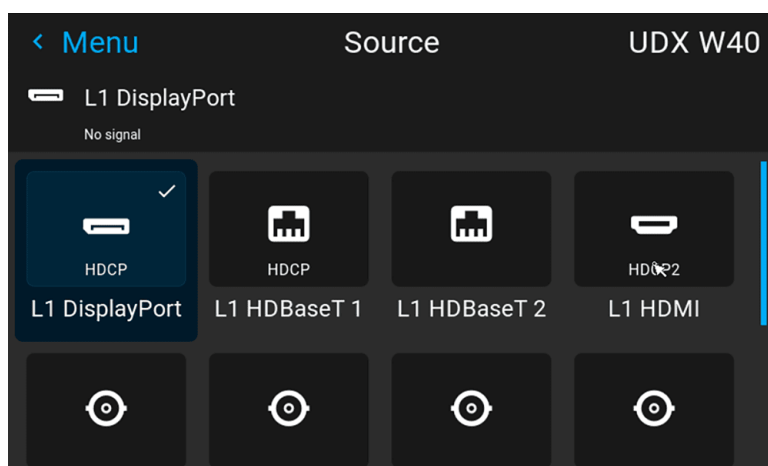 Menu
Source
UDX W40
L1 DisplayPort
No signal
HDCP
HDCP
HDCP2
L1 DisplayPort
L1 HDBaseT 1
L1 HDBaseT 2
L1 HDMI